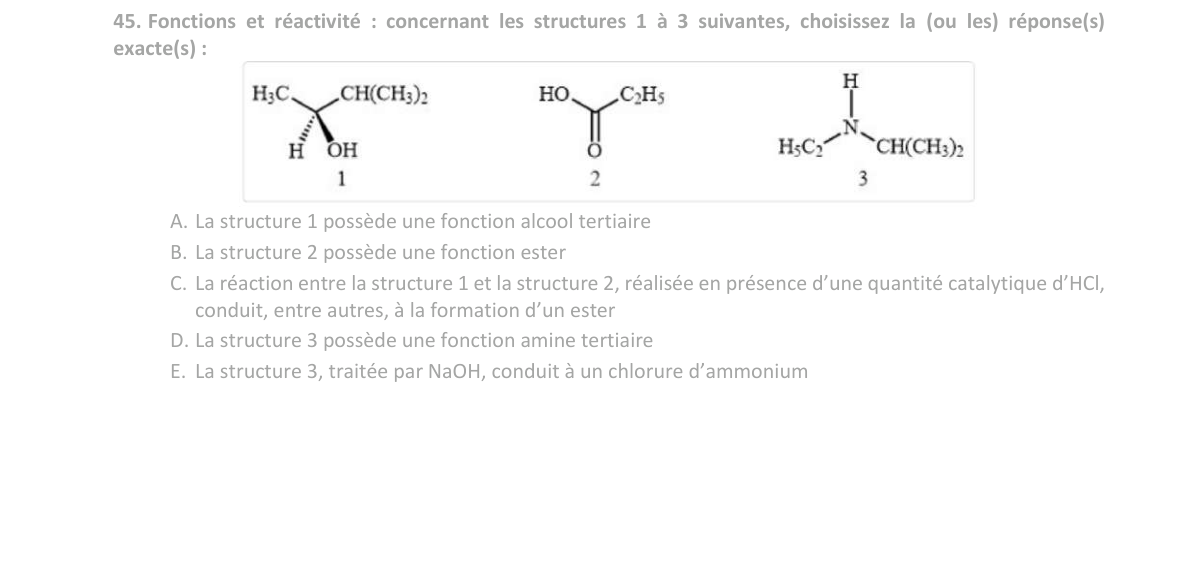 45. Fonctions et réactivité : concernant les structures 1 à 3 suivantes, choisissez la (ou les) réponse(s)
exacte(s) :
H₃C CH(CH₃)₂
H OH
1
HO C₂H₅
O
2
H
N
H₅C₂ CH(CH₃)₂
3
A. La structure 1 possède une fonction alcool tertiaire
B. La structure 2 possède une fonction ester
C. La réaction entre la structure 1 et la structure 2, réalisée en présence d’une quantité catalytique d’HCl,
conduit, entre autres, à la formation d’un ester
D. La structure 3 possède une fonction amine tertiaire
E. La structure 3, traitée par NaOH, conduit à un chlorure d’ammonium